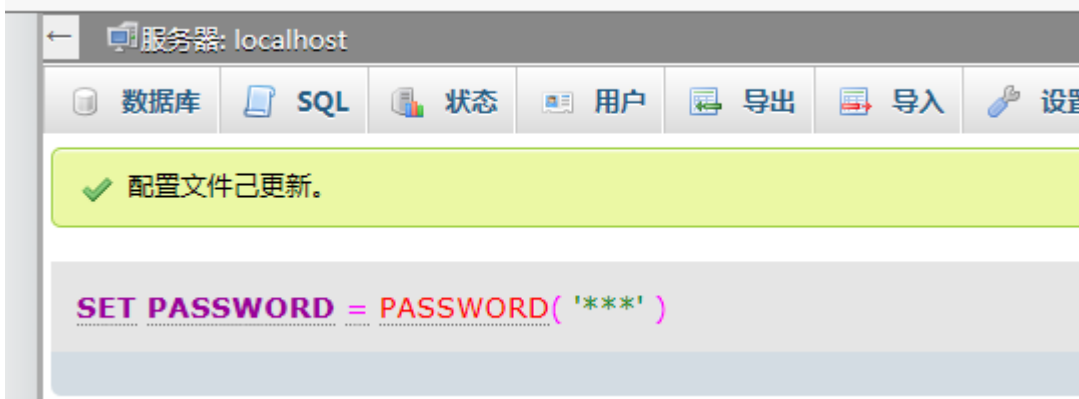 ← 服务器: localhost
数据库 SQL 状态 用户 导出 导入 设置
配置文件己更新。
SET PASSWORD = PASSWORD( '***' )